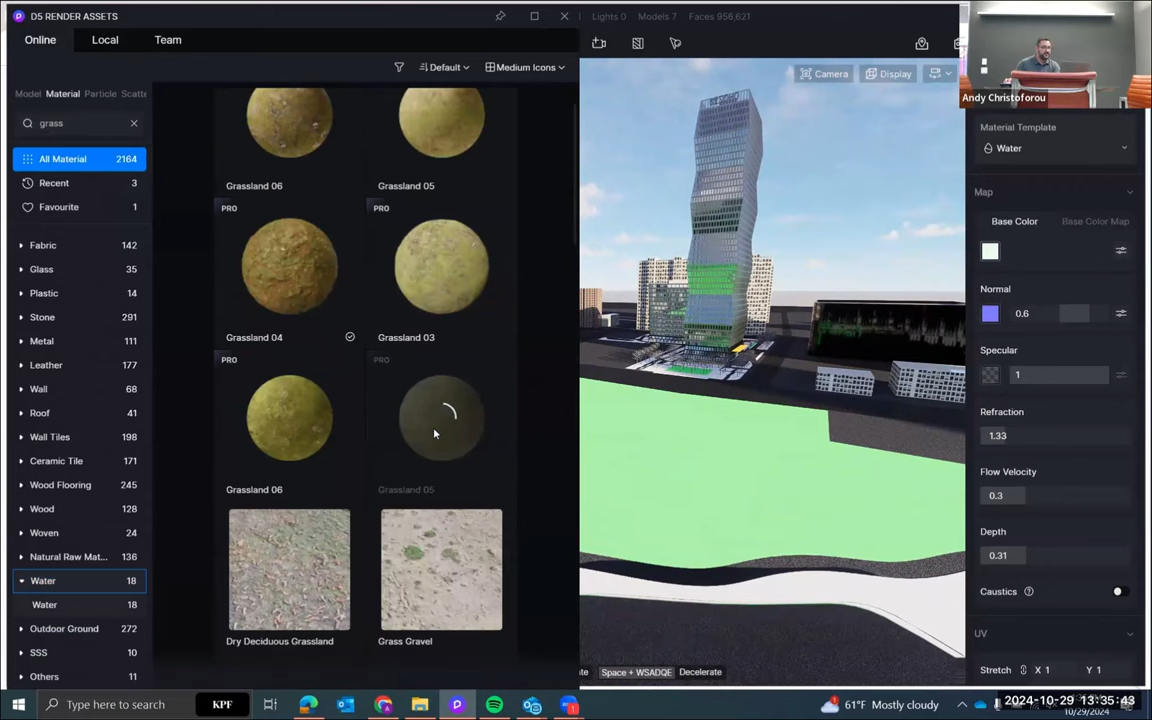 D5 RENDER ASSETS
Online
Local
Team
Default
Medium Icons
Model Material Particle Scatte
grass
All Material 2164
Recent 3
Favourite 1
Fabric 142
Glass 35
Plastic 14
Stone 291
Metal 111
Leather 177
Wall 68
Roof 41
Wall Tiles 198
Ceramic Tile 171
Wood Flooring 245
Wood 128
Woven 24
Natural Raw Mat... 136
Water 18
Water 18
Outdoor Ground 272
SSS 10
Others 11
Grassland 06
Grassland 05
PRO
PRO
Grassland 04
Grassland 03
PRO
PRO
Grassland 06
Grassland 05
Dry Deciduous Grassland
Grass Gravel
Lights 0 Models 7 Faces 956,621
Camera
Display
Space + WSADQE Decelerate
Andy Christoforou
Material Template
Water
Map
Base Color
Base Color Map
Normal
0.6
Specular
1
Refraction
1.33
Flow Velocity
0.3
Depth
0.31
Caustics
UV
Stretch X 1 Y 1
Type here to search
KPF
61°F Mostly cloudy
2024-10-29 13:35:43
10/29/2024